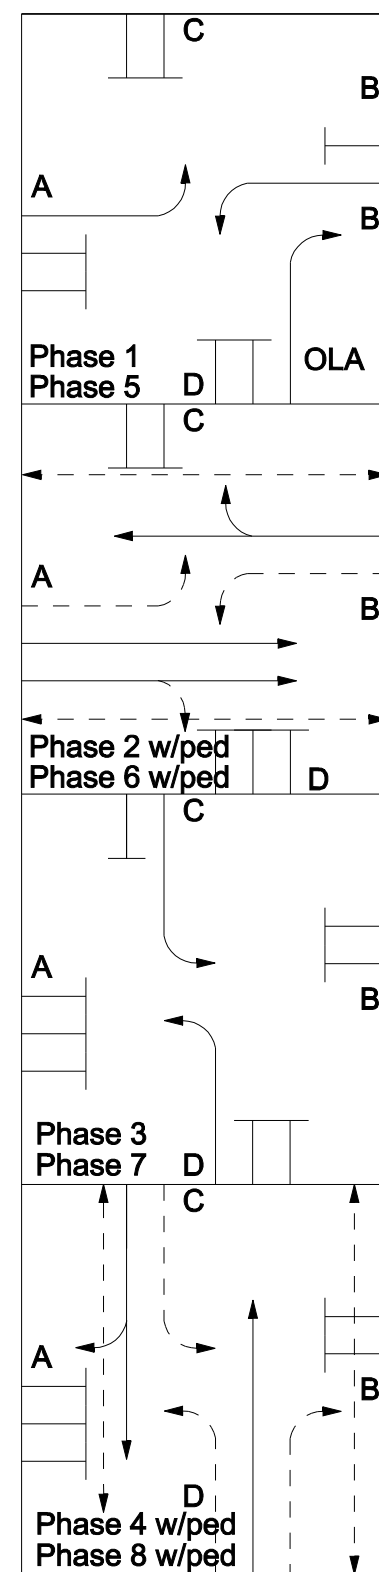 C
B
A
B
Phase 1
OLA
Phase 5
D
C
A
B
Phase 2 w/ped
Phase 6 w/ped
D
C
A
B
Phase 3
Phase 7
D
C
A
B
D
Phase 4 w/ped
Phase 8 w/ped